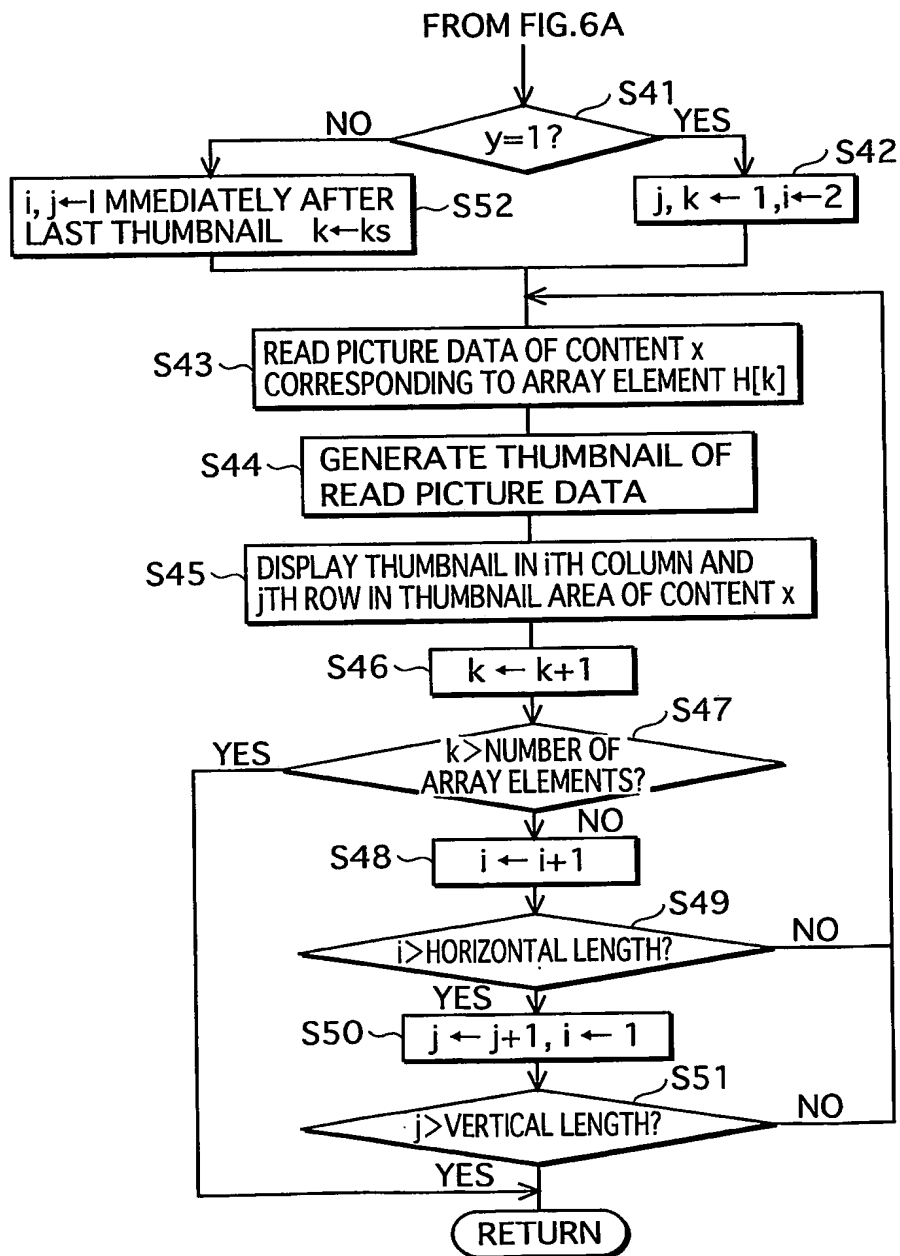 FROM FIG.6A
S41
NO
y=1?
YES
S42
i, j←I MMEDIATELY AFTER
LAST THUMBNAIL k←ks
S52
j, k ← 1,i←2
S43
READ PICTURE DATA OF CONTENT x
CORRESPONDING TO ARRAY ELEMENT H[k]
S44
GENERATE THUMBNAIL OF
READ PICTURE DATA
S45
DISPLAY THUMBNAIL IN iTH COLUMN AND
jTH ROW IN THUMBNAIL AREA OF CONTENT x
S46
k ← k+1
S47
YES
k>NUMBER OF
ARRAY ELEMENTS?
NO
S48
i ← i+1
S49
i>HORIZONTAL LENGTH?
NO
YES
S50
j ← j+1, i ← 1
S51
j>VERTICAL LENGTH?
NO
YES
RETURN